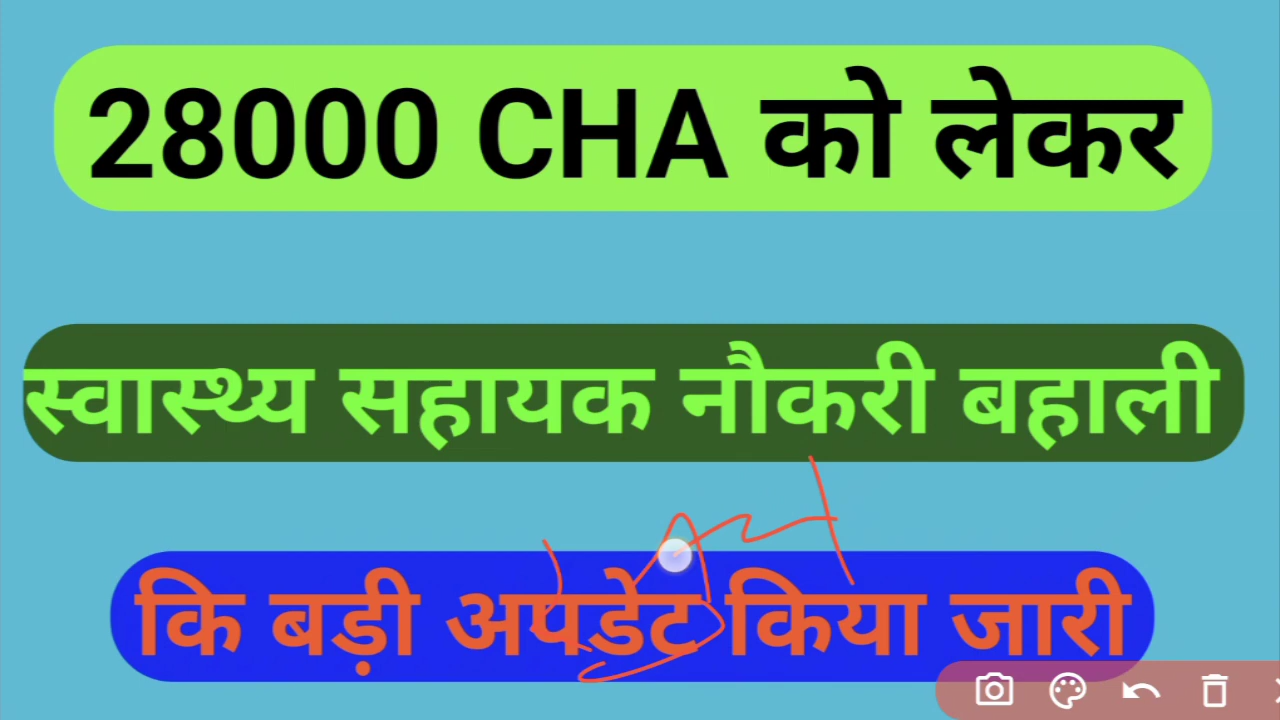 28000 CHA को लेकर
स्वास्थ्य सहायक नौकरी बहाली
कि बड़ी अपडेट किया जारी